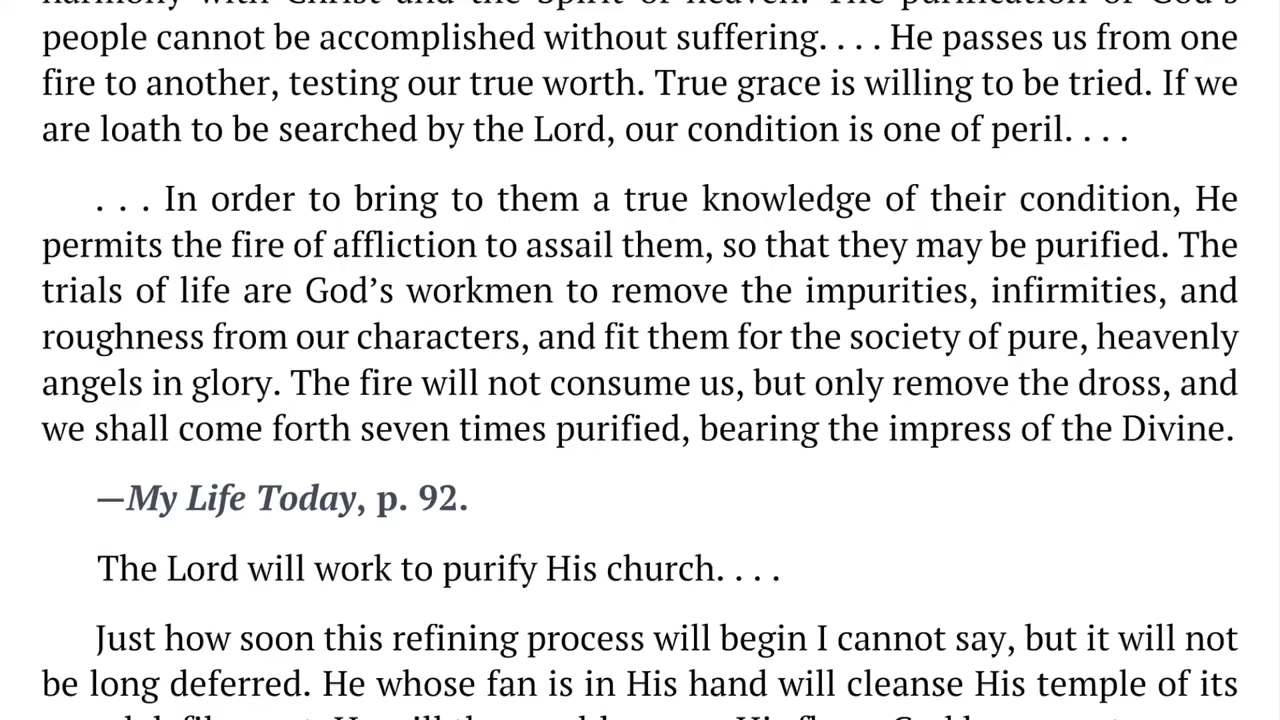 people cannot be accomplished without suffering. . . . He passes us from one
fire to another, testing our true worth. True grace is willing to be tried. If we
are loath to be searched by the Lord, our condition is one of peril. . . .
. . . In order to bring to them a true knowledge of their condition, He
permits the fire of affliction to assail them, so that they may be purified. The
trials of life are God’s workmen to remove the impurities, infirmities, and
roughness from our characters, and fit them for the society of pure, heavenly
angels in glory. The fire will not consume us, but only remove the dross, and
we shall come forth seven times purified, bearing the impress of the Divine.
—My Life Today, p. 92.
The Lord will work to purify His church. . . .
Just how soon this refining process will begin I cannot say, but it will not
be long deferred. He whose fan is in His hand will cleanse His temple of its